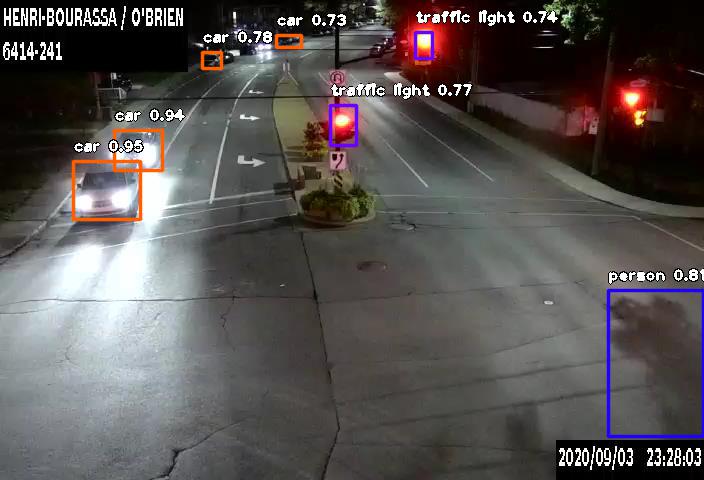 HENRI-BOURASSA / O'BRIEN
6414-241
car 0.78
car 0.73
traffic light 0.74
traffic light 0.77
car 0.94
car 0.95
person 0.81
2020/09/03 23:28:03